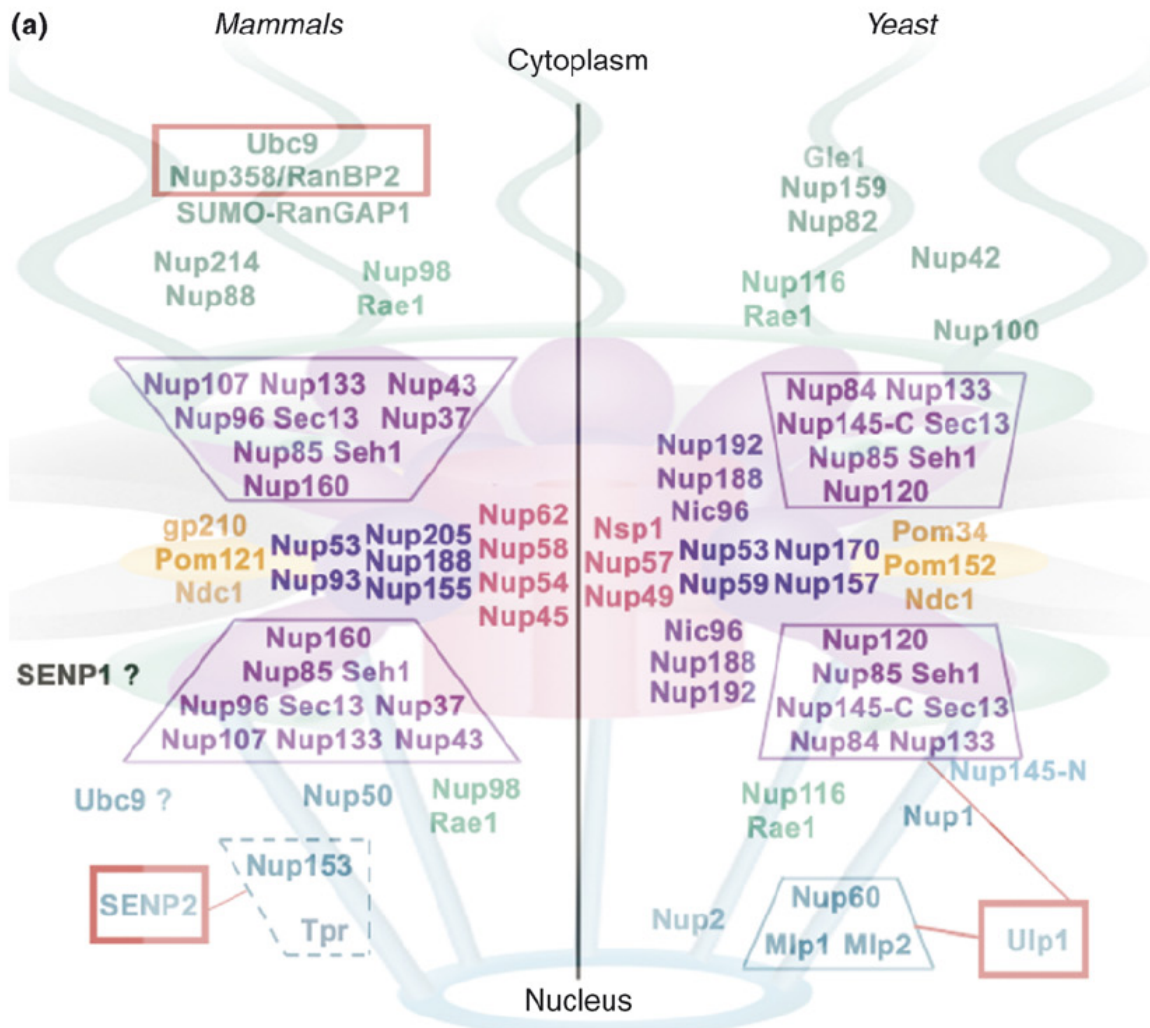 (a) Mammals Yeast
Cytoplasm
Ubc9
Nup358/RanBP2
SUMO-RanGAP1
Nup214
Nup88
Nup98
Rae1
Gle1
Nup159
Nup82
Nup42
Nup116
Rae1
Nup100
Nup107 Nup133 Nup43
Nup96 Sec13 Nup37
Nup85 Seh1
Nup160
Nup84 Nup133
Nup145-C Sec13
Nup85 Seh1
Nup120
Nup192
Nup188
Nic96
gp210
Pom121
Ndc1
Nup53
Nup93
Nup205
Nup188
Nup155
Nup62
Nup58
Nup54
Nup45
Nsp1
Nup57
Nup49
Nup53 Nup170
Nup59 Nup157
Pom34
Pom152
Ndc1
Nic96
Nup188
Nup192
SENP1 ?
Nup160
Nup85 Seh1
Nup96 Sec13 Nup37
Nup107 Nup133 Nup43
Nup120
Nup85 Seh1
Nup145-C Sec13
Nup84 Nup133
Ubc9 ?
Nup50
Nup98
Rae1
Nup116
Rae1
Nup145-N
Nup1
SENP2
Nup153
Tpr
Nup2
Nup60
Mlp1 Mlp2
Ulp1
Nucleus